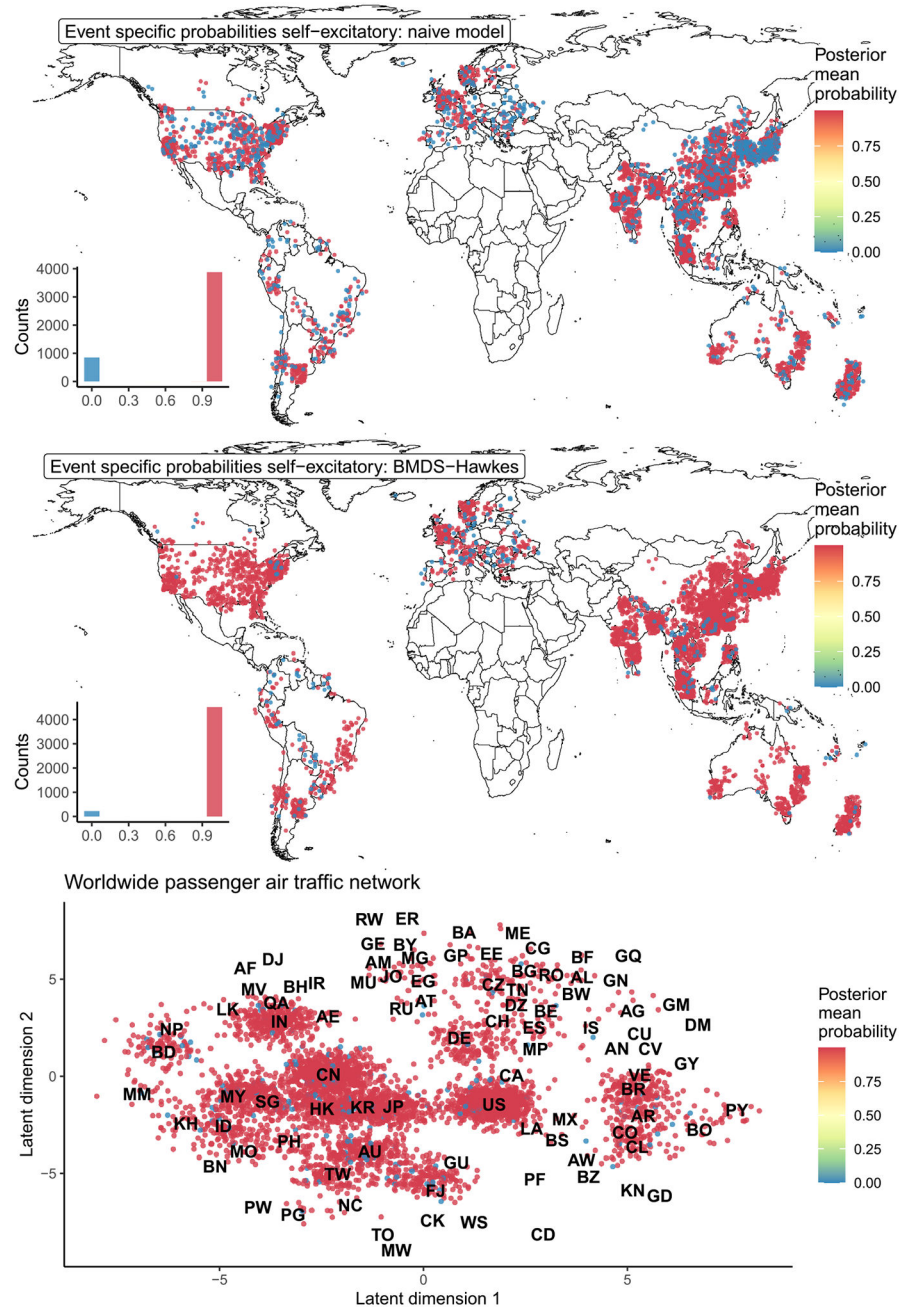 Event specific probabilities self−excitatory: naive model
Posterior
mean
probability
0.75
0.50
0.25
0.00
Counts
4000
3000
2000
1000
0
0.0 0.3 0.6 0.9
Event specific probabilities self−excitatory: BMDS−Hawkes
Posterior
mean
probability
0.75
0.50
0.25
0.00
Counts
4000
3000
2000
1000
0
0.0 0.3 0.6 0.9
Worldwide passenger air traffic network
RW ER
BA ME
GE BY CG
AM MG GP EE BF GQ
DJ
AF JO BG RO AL
IR MU EG CZ GN
MV BH TN BW
QA AT DZ GM
LK RU BE AG
IN AE CH ES IS DM
NP CU
DE
BD MP AN CV
GY
CN CA VE
BR
MM MY SG
HK KR JP US PY
AR
KH ID MX
LA CO BO
PH BS CL
MO AU
BN GU AW
TW PF BZ
FJ KN GD
PW NC
PG CK WS
TO CD
MW
5
0
−5
Latent dimension 2
−5 0 5
Latent dimension 1
Posterior
mean
probability
0.75
0.50
0.25
0.00